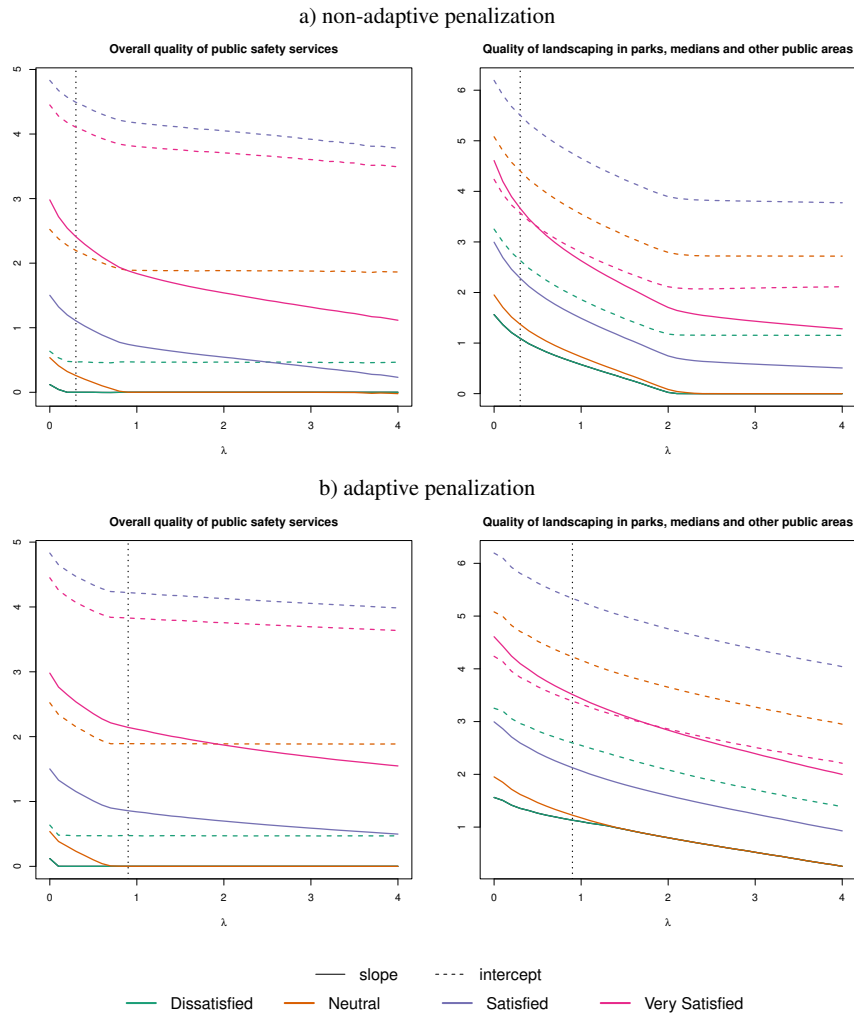 a) non-adaptive penalization
Overall quality of public safety services
Quality of landscaping in parks, medians and other public areas
0 1 2 3 4 5
0 1 2 3 4
λ
0 1 2 3 4 5 6
0 1 2 3 4
λ
b) adaptive penalization
Overall quality of public safety services
Quality of landscaping in parks, medians and other public areas
0 1 2 3 4 5
0 1 2 3 4
λ
1 2 3 4 5 6
0 1 2 3 4
λ
slope intercept
Dissatisfied Neutral Satisfied Very Satisfied